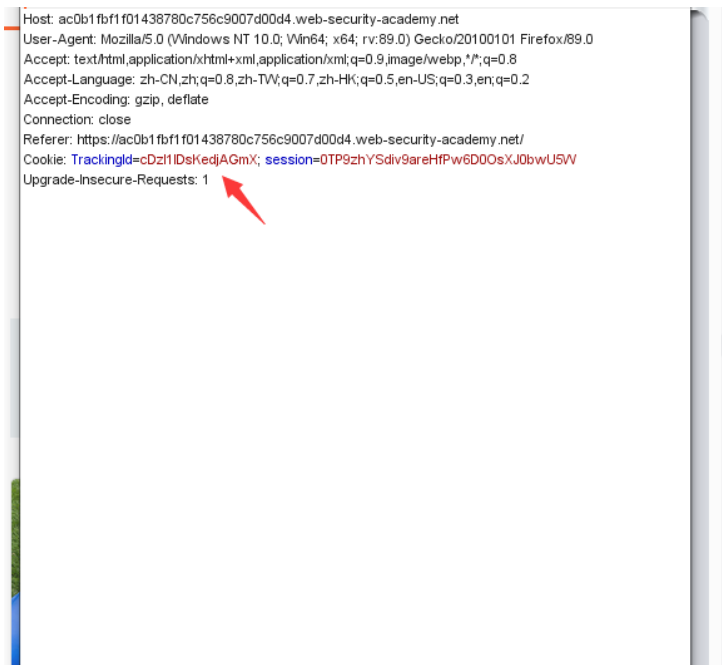 Host: ac0b1fbf1f01438780c756c9007d00d4.web-security-academy.net
User-Agent: Mozilla/5.0 (Windows NT 10.0; Win64; x64; rv:89.0) Gecko/20100101 Firefox/89.0
Accept: text/html,application/xhtml+xml,application/xml;q=0.9,image/webp,*/*;q=0.8
Accept-Language: zh-CN,zh;q=0.8,zh-TW;q=0.7,zh-HK;q=0.5,en-US;q=0.3,en;q=0.2
Accept-Encoding: gzip, deflate
Connection: close
Referer: https://ac0b1fbf1f01438780c756c9007d00d4.web-security-academy.net/
Cookie: TrackingId=cDzl1lDsKedjAGmX; session=0TP9zhYSdiv9areHfPw6D0OsXJ0bwU5W
Upgrade-Insecure-Requests: 1